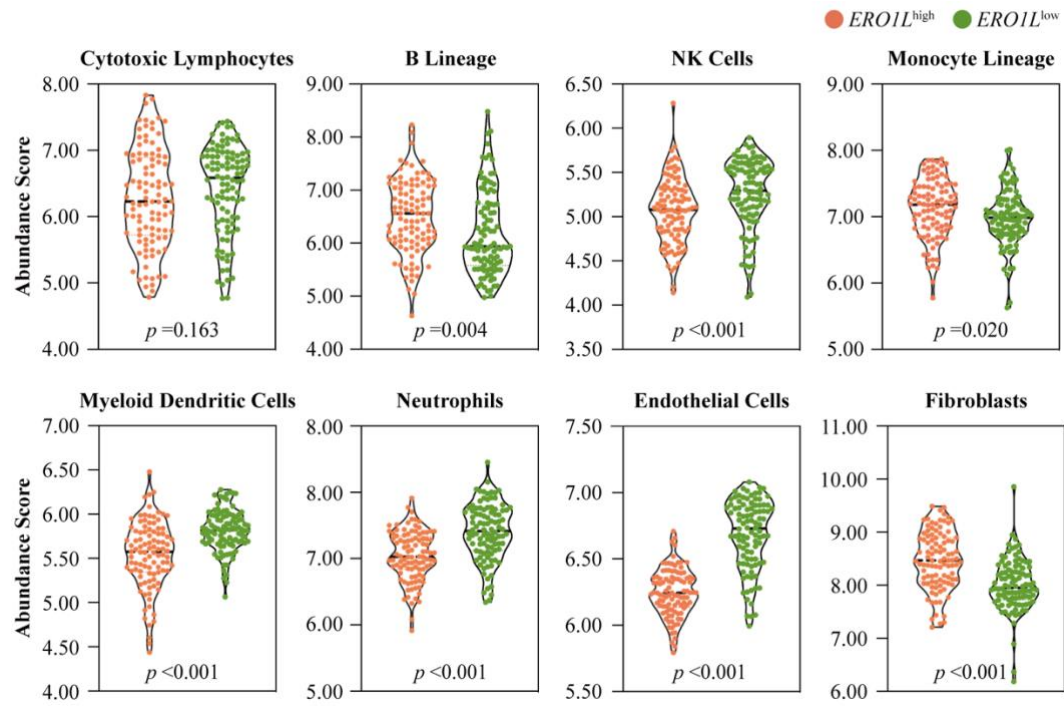 ERO1L^high ERO1L^low
Cytotoxic Lymphocytes
8.00
7.00
6.00
5.00
4.00
Abundance Score
p =0.163
B Lineage
9.00
8.00
7.00
6.00
5.00
4.00
p =0.004
NK Cells
6.50
6.00
5.50
5.00
4.50
4.00
3.50
p <0.001
Monocyte Lineage
9.00
8.00
7.00
6.00
5.00
p =0.020
Myeloid Dendritic Cells
7.00
6.50
6.00
5.50
5.00
4.50
4.00
Abundance Score
p <0.001
Neutrophils
9.00
8.00
7.00
6.00
5.00
p <0.001
Endothelial Cells
7.50
7.00
6.50
6.00
5.50
p <0.001
Fibroblasts
11.00
10.00
9.00
8.00
7.00
6.00
p <0.001